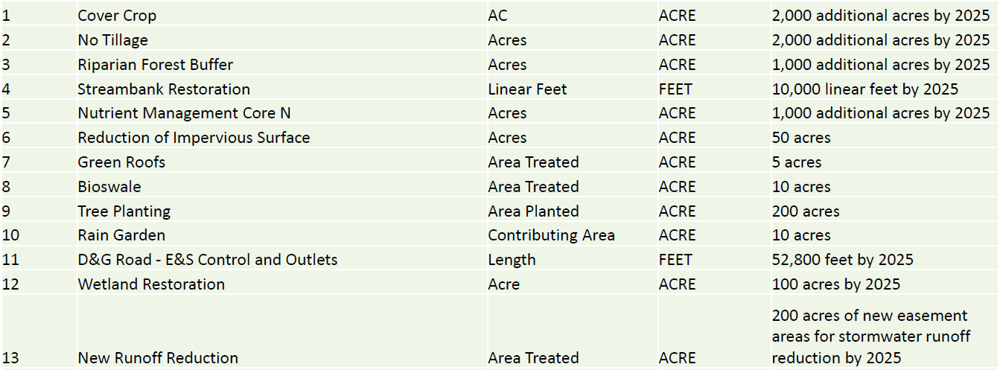 1 Cover Crop AC ACRE 2,000 additional acres by 2025
2 No Tillage Acres ACRE 2,000 additional acres by 2025
3 Riparian Forest Buffer Acres ACRE 1,000 additional acres by 2025
4 Streambank Restoration Linear Feet FEET 10,000 linear feet by 2025
5 Nutrient Management Core N Acres ACRE 1,000 additional acres by 2025
6 Reduction of Impervious Surface Acres ACRE 50 acres
7 Green Roofs Area Treated ACRE 5 acres
8 Bioswale Area Treated ACRE 10 acres
9 Tree Planting Area Planted ACRE 200 acres
10 Rain Garden Contributing Area ACRE 10 acres
11 D&G Road - E&S Control and Outlets Length FEET 52,800 feet by 2025
12 Wetland Restoration Acre ACRE 100 acres by 2025
200 acres of new easement
areas for stormwater runoff
13 New Runoff Reduction Area Treated ACRE reduction by 2025